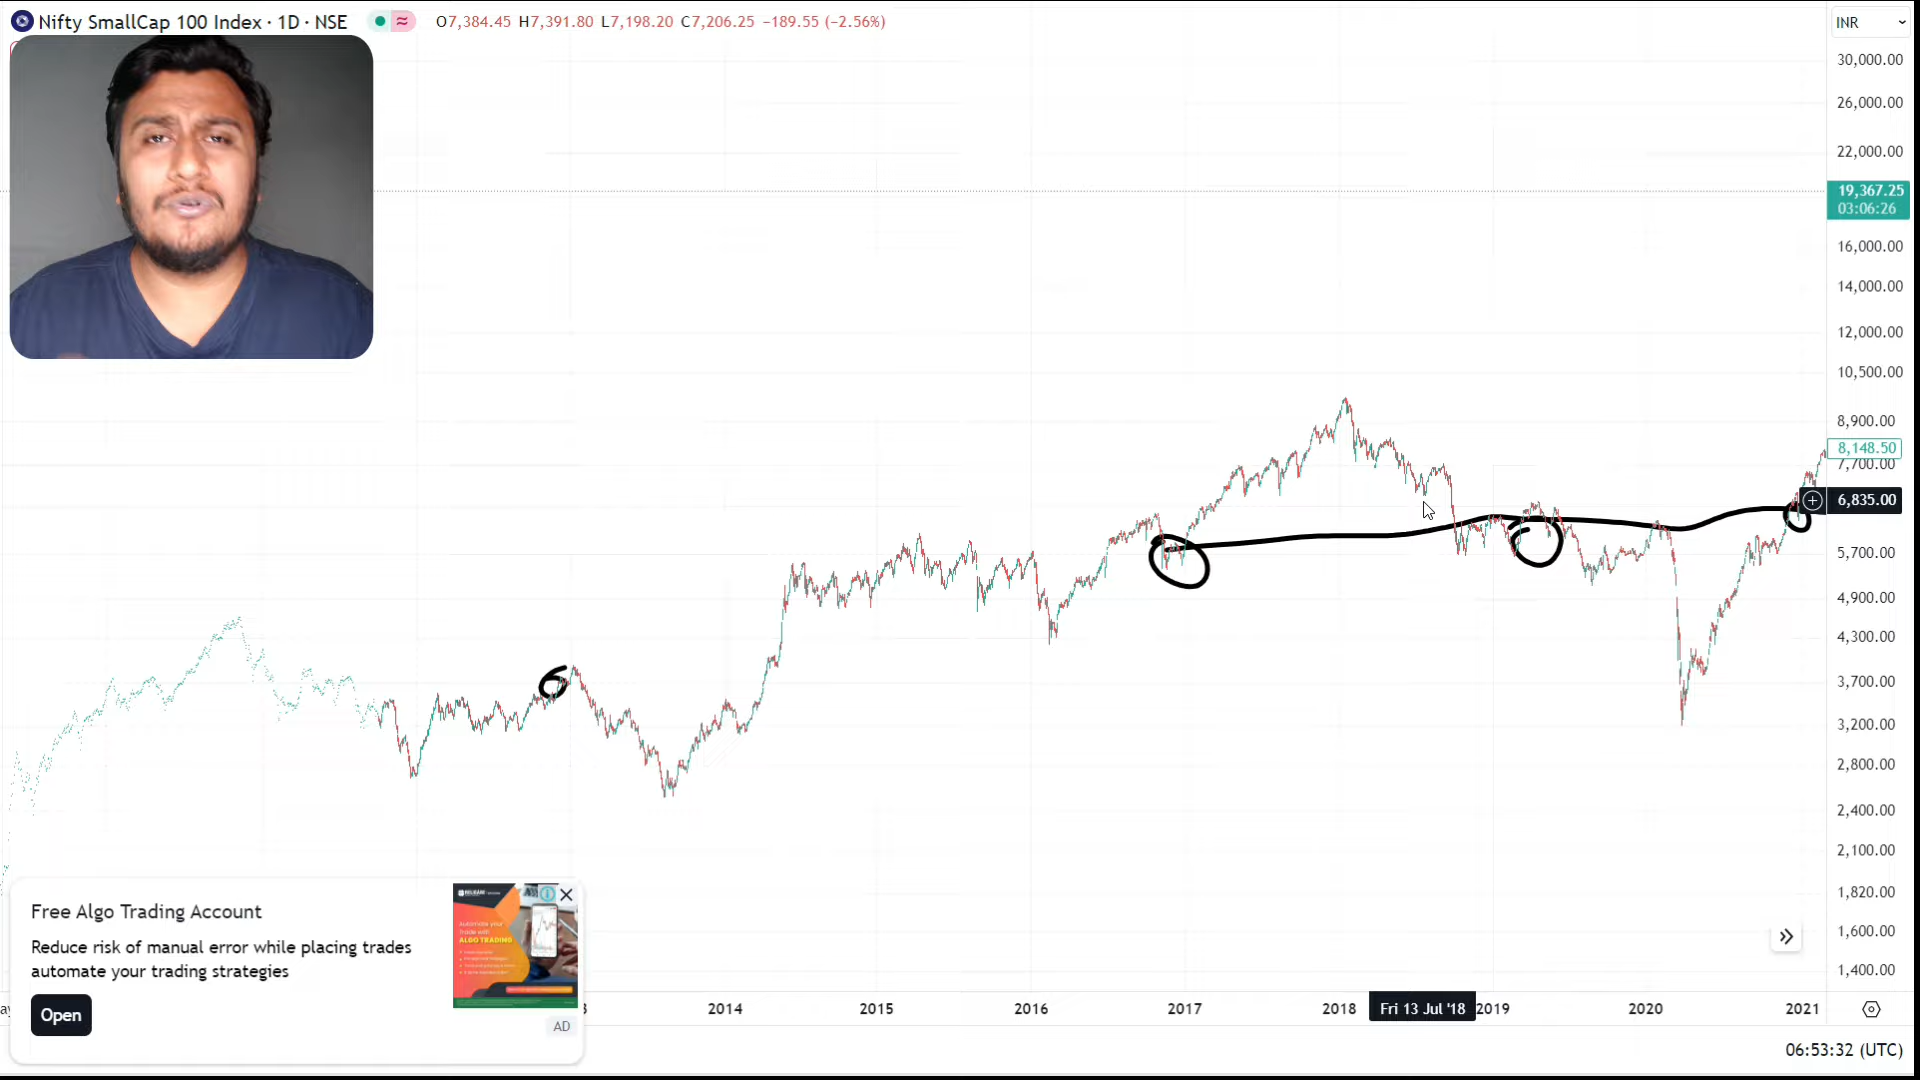 Nifty SmallCap 100 Index · 1D · NSE
O7,384.45 H7,391.80 L7,198.20 C7,206.25 −189.55 (−2.56%)
INR
30,000.00
26,000.00
22,000.00
19,367.25
03:06:26
16,000.00
14,000.00
12,000.00
10,500.00
8,900.00
8,148.50
7,700.00
6,835.00
5,700.00
4,900.00
4,300.00
3,700.00
3,200.00
2,800.00
2,400.00
2,100.00
1,820.00
1,600.00
1,400.00
Free Algo Trading Account
Reduce risk of manual error while placing trades
automate your trading strategies
Open
ALGO TRADING
AD
2014 2015 2016 2017 2018 Fri 13 Jul '18 2019 2020 2021
06:53:32 (UTC)